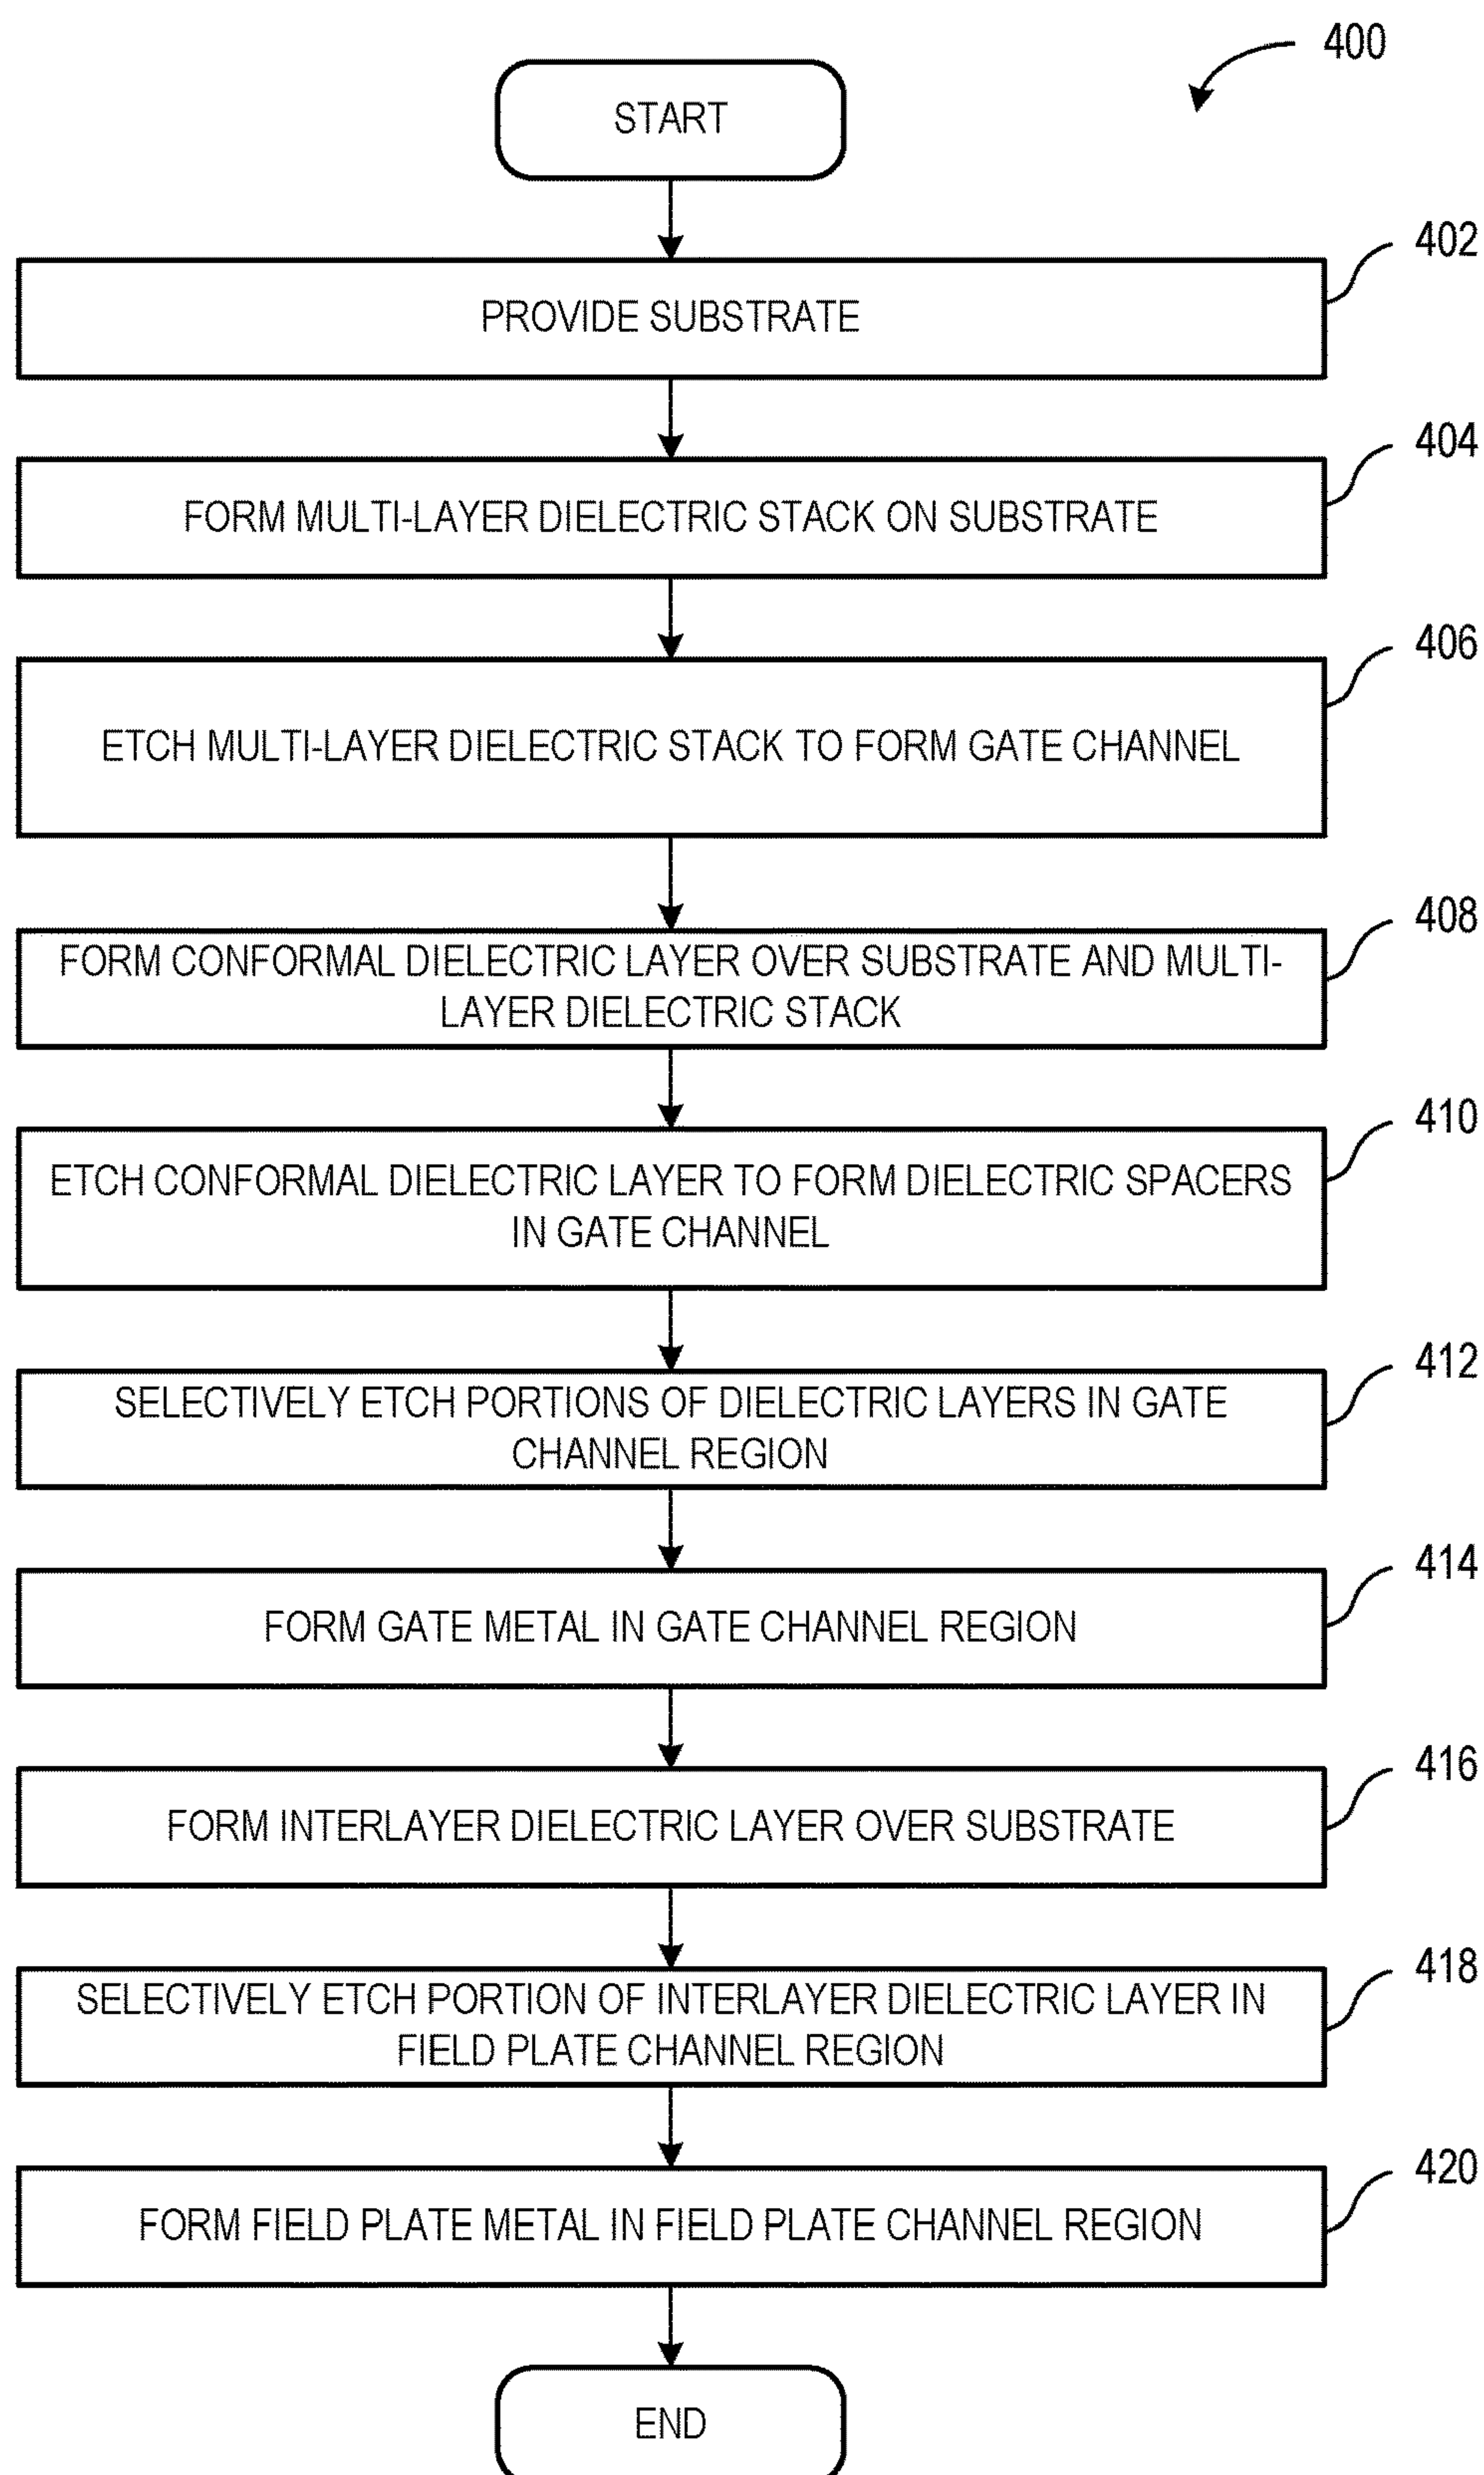 400
START
402
PROVIDE SUBSTRATE
404
FORM MULTI-LAYER DIELECTRIC STACK ON SUBSTRATE
406
ETCH MULTI-LAYER DIELECTRIC STACK TO FORM GATE CHANNEL
408
FORM CONFORMAL DIELECTRIC LAYER OVER SUBSTRATE AND MULTI-
LAYER DIELECTRIC STACK
410
ETCH CONFORMAL DIELECTRIC LAYER TO FORM DIELECTRIC SPACERS
IN GATE CHANNEL
412
SELECTIVELY ETCH PORTIONS OF DIELECTRIC LAYERS IN GATE
CHANNEL REGION
414
FORM GATE METAL IN GATE CHANNEL REGION
416
FORM INTERLAYER DIELECTRIC LAYER OVER SUBSTRATE
418
SELECTIVELY ETCH PORTION OF INTERLAYER DIELECTRIC LAYER IN
FIELD PLATE CHANNEL REGION
420
FORM FIELD PLATE METAL IN FIELD PLATE CHANNEL REGION
END